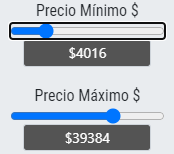 Precio Mínimo $
$4016
Precio Máximo $
$39384